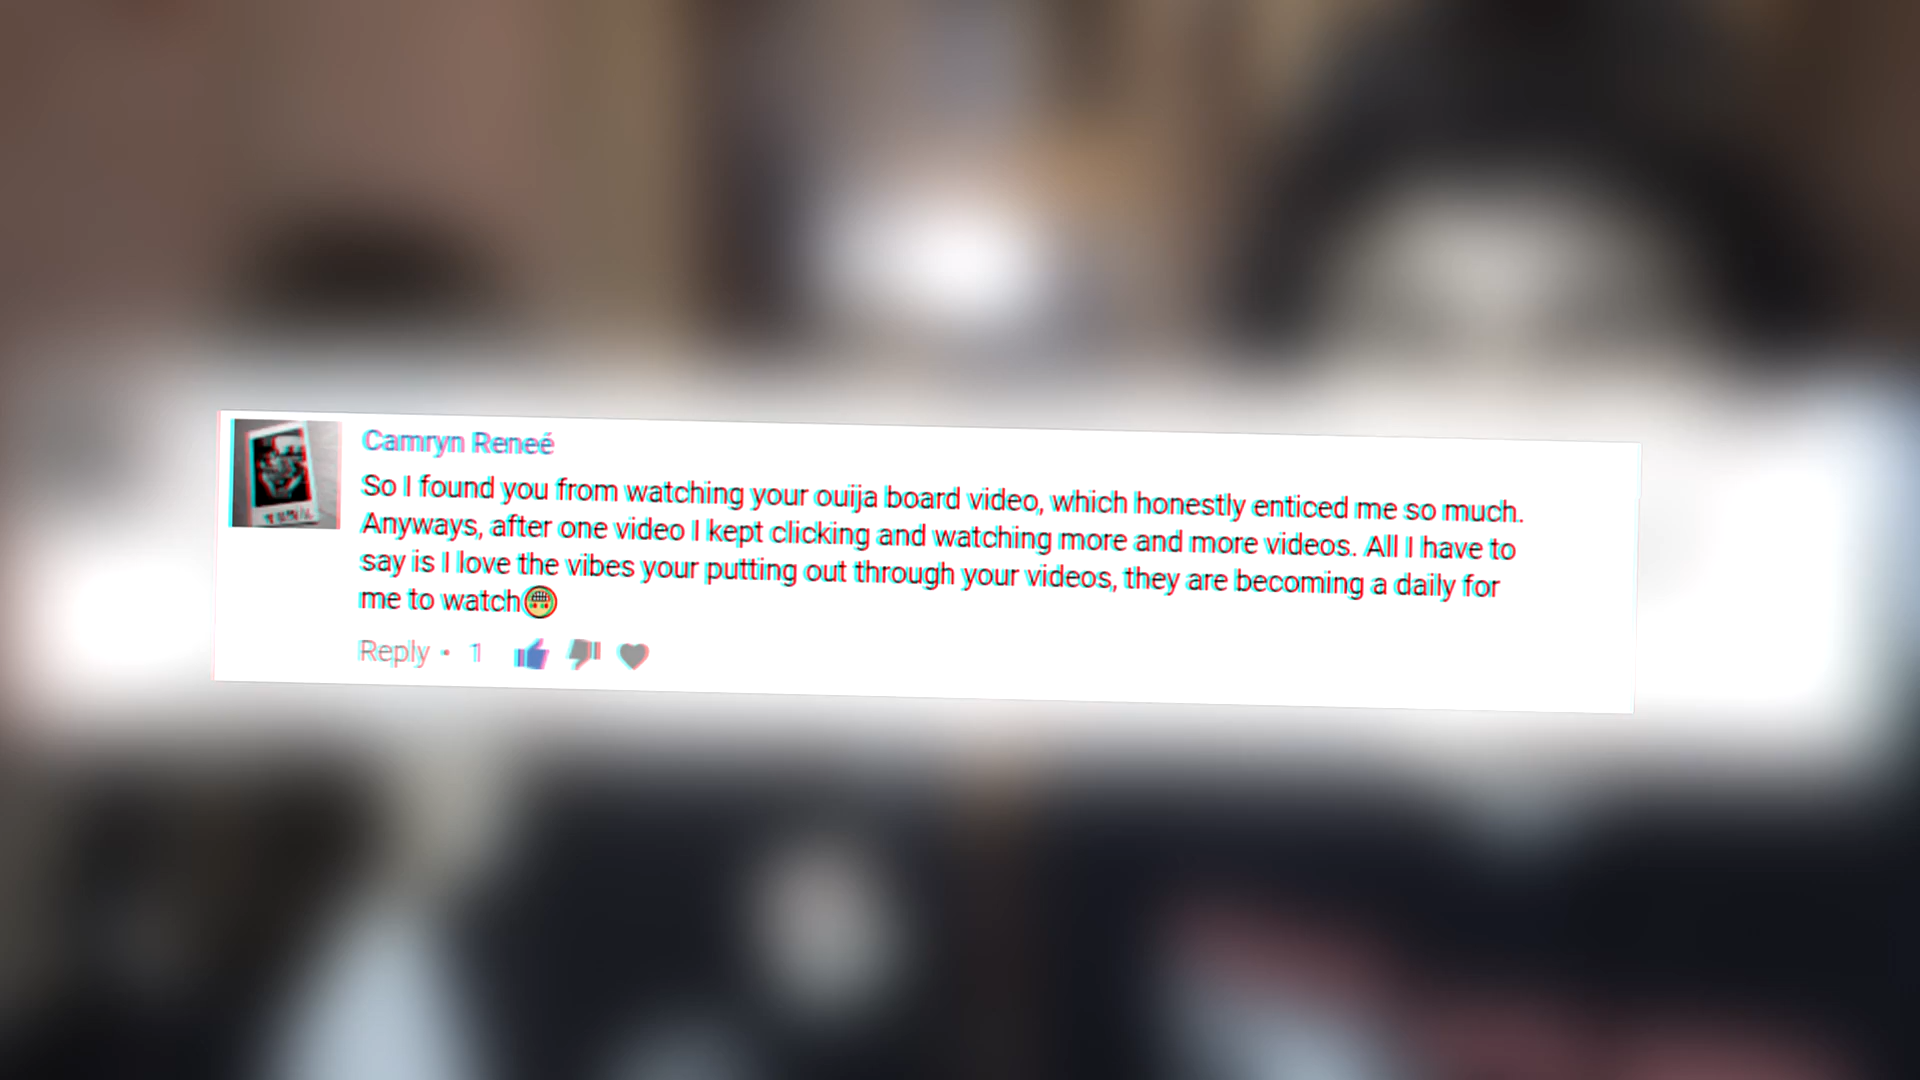 Camryn Reneé
So I found you from watching your ouija board video, which honestly enticed me so much.
Anyways, after one video I kept clicking and watching more and more videos. All I have to
say is I love the vibes your putting out through your videos, they are becoming a daily for
me to watch
Reply • 1